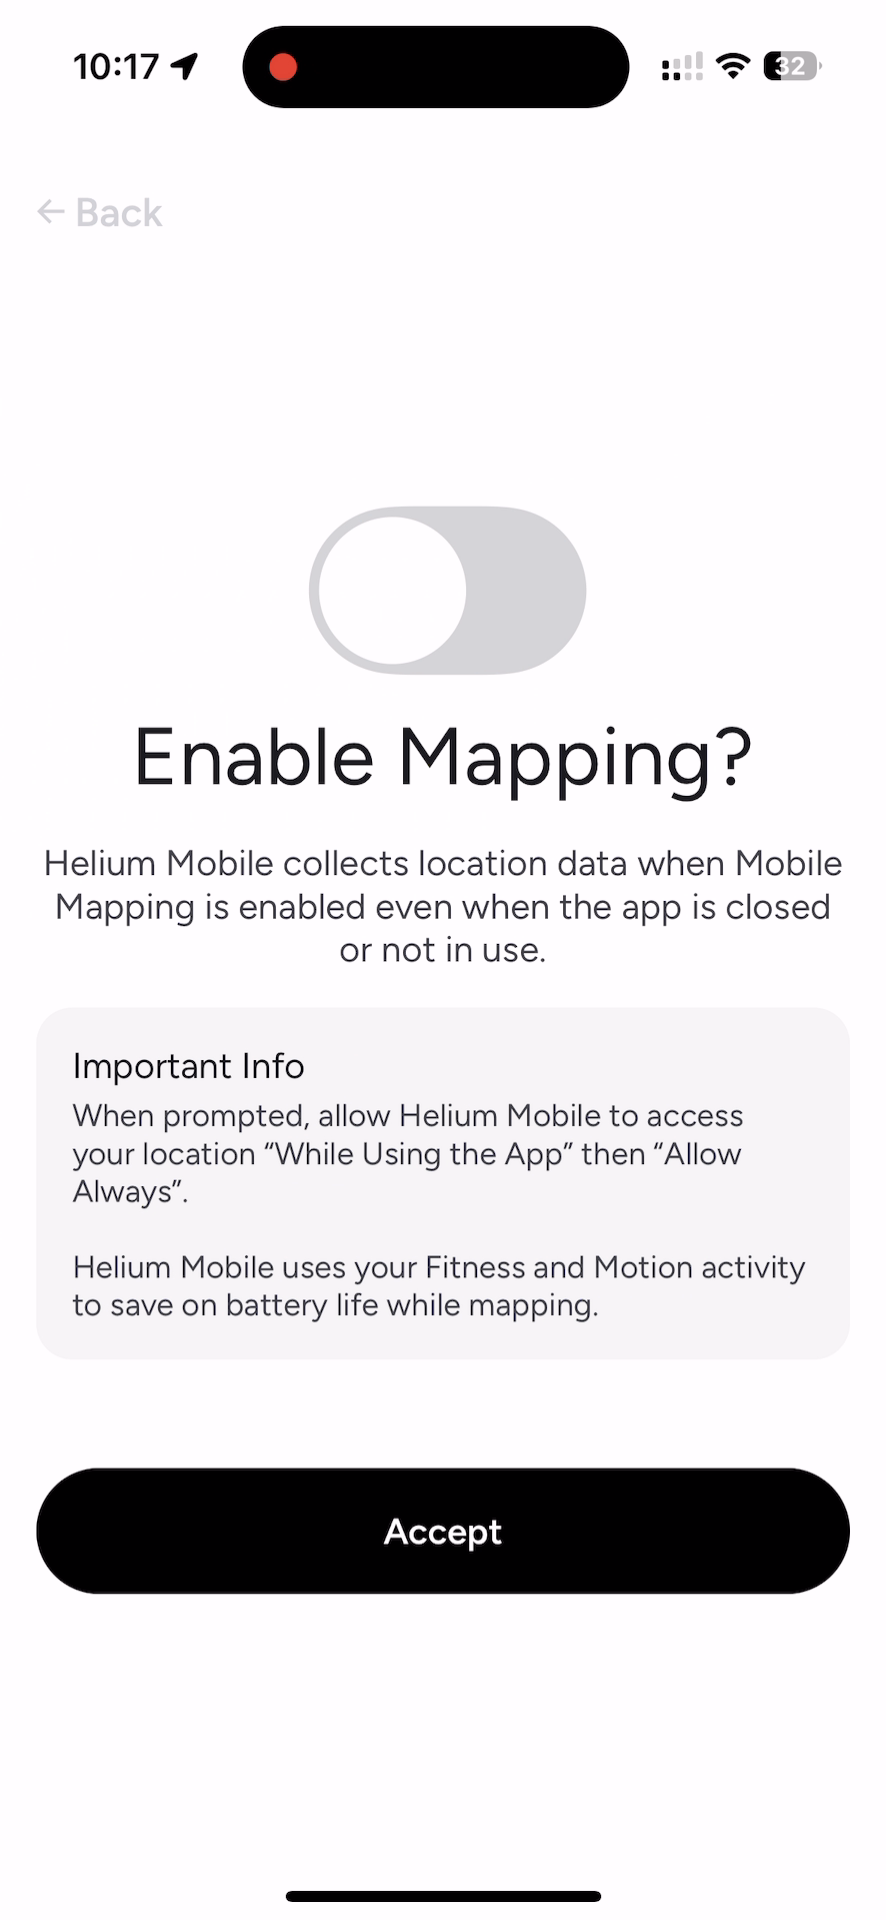 10:17
32
← Back
Enable Mapping?
Helium Mobile collects location data when Mobile
Mapping is enabled even when the app is closed
or not in use.
Important Info
When prompted, allow Helium Mobile to access
your location “While Using the App” then “Allow
Always”.
Helium Mobile uses your Fitness and Motion activity
to save on battery life while mapping.
Accept